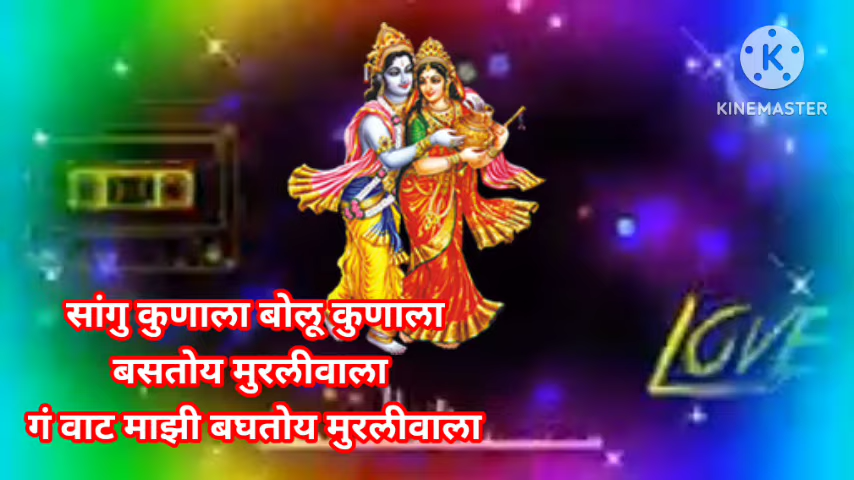 KINEMASTER
LOVE
सांगु कुणाला बोलू कुणाला
बसतोय मुरलीवाला
गं वाट माझी बघतोय मुरलीवाला